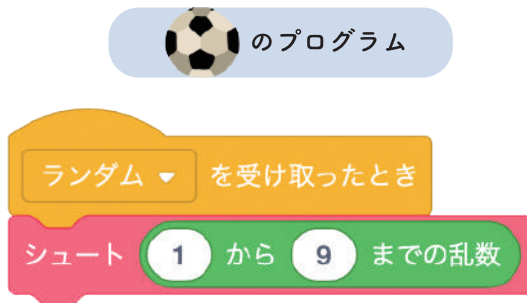 のプログラム
ランダム を受け取ったとき
シュート 1 から 9 までの乱数